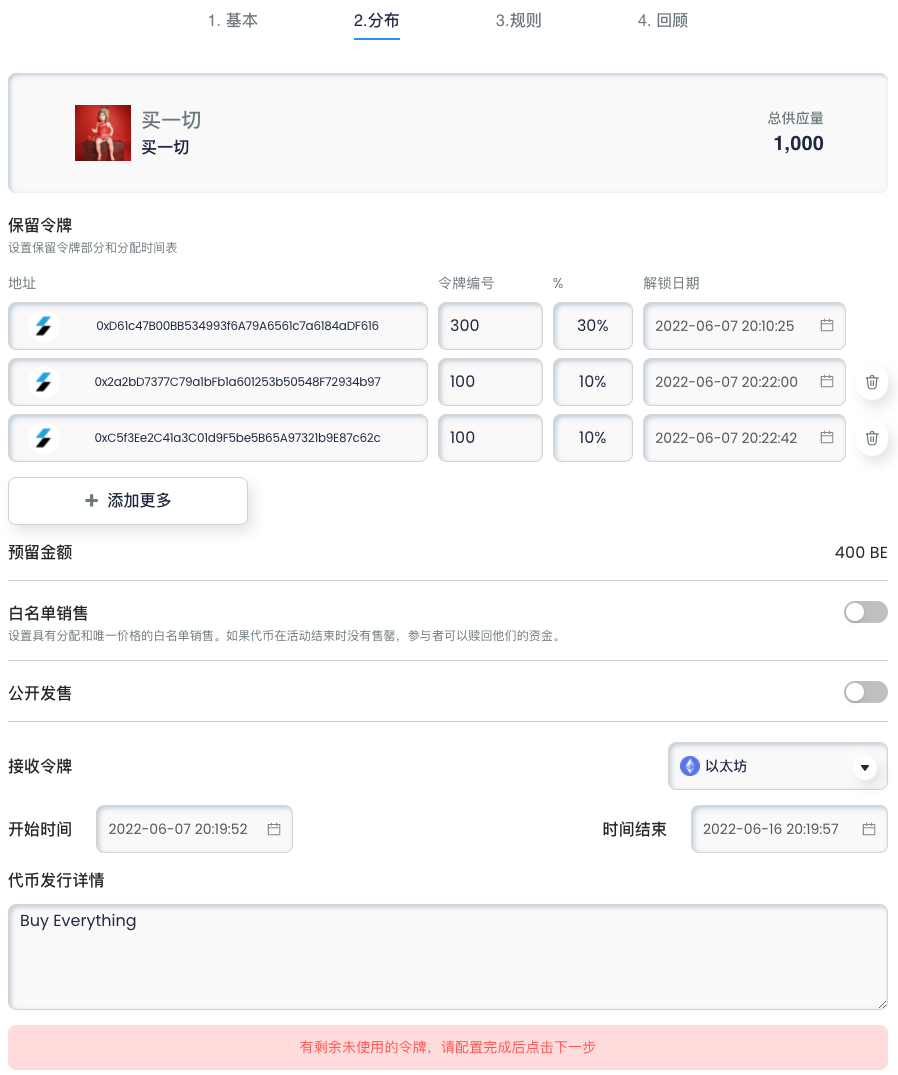 1. 基本 2.分布 3.规则 4. 回顾
买一切 总供应量
买一切 1,000
保留令牌
设置保留令牌部分和分配时间表
地址 令牌编号 % 解锁日期
0xD61c47B00BB534993f6A79A6561c7a6184aDF616 300 30% 2022-06-07 20:10:25
0x2a2bD7377C79a1bFb1a601253b50548F72934b97 100 10% 2022-06-07 20:22:00
0xC5f3Ee2C41a3C01d9F5be5B65A97321b9E87c62c 100 10% 2022-06-07 20:22:42
添加更多
预留金额 400 BE
白名单销售
设置具有分配和唯一价格的白名单销售。如果代币在活动结束时没有售罄，参与者可以赎回他们的资金。
公开发售
接收令牌 以太坊
开始时间 2022-06-07 20:19:52 时间结束 2022-06-16 20:19:57
代币发行详情
Buy Everything
有剩余未使用的令牌，请配置完成后点击下一步